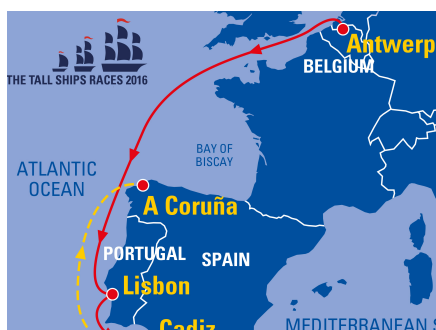 Antwerp
BELGIUM
THE TALL SHIPS RACES 2016
BAY OF
BISCAY
ATLANTIC
OCEAN
A Coruña
PORTUGAL
SPAIN
Lisbon
Cadiz
MEDITERRANEAN S